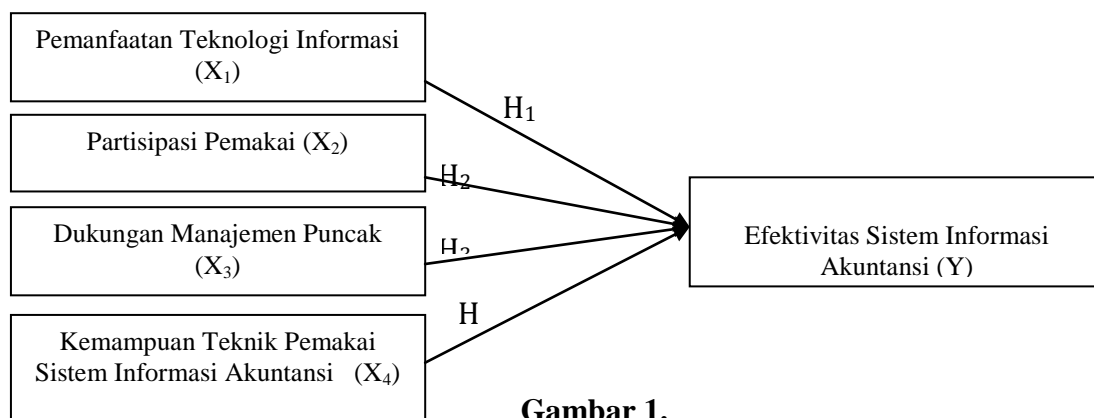 Pemanfaatan Teknologi Informasi
(X₁)
H₁
Partisipasi Pemakai (X₂)
H₂
Dukungan Manajemen Puncak
(X₃)
H₃
Efektivitas Sistem Informasi
Akuntansi (Y)
H
Kemampuan Teknik Pemakai
Sistem Informasi Akuntansi (X₄)
Gambar 1.